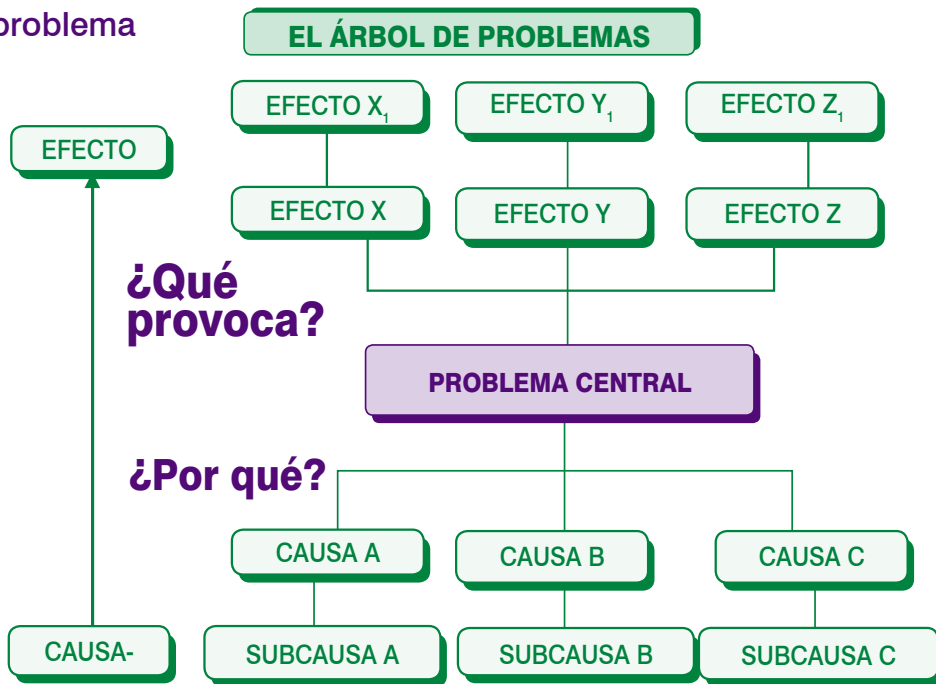 problema
EL ÁRBOL DE PROBLEMAS
EFECTO X₁
EFECTO Y₁
EFECTO Z₁
EFECTO
EFECTO X
EFECTO Y
EFECTO Z
¿Qué
provoca?
PROBLEMA CENTRAL
¿Por qué?
CAUSA A
CAUSA B
CAUSA C
CAUSA-
SUBCAUSA A
SUBCAUSA B
SUBCAUSA C